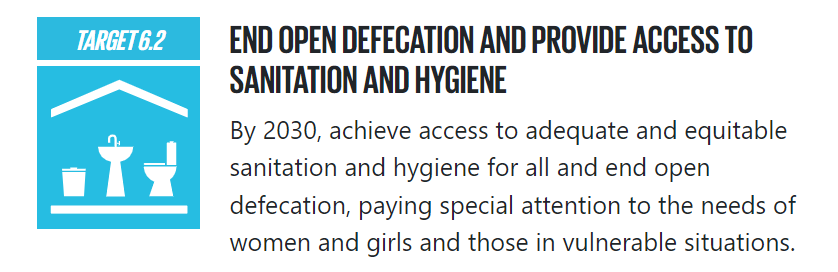 TARGET 6.2
END OPEN DEFECATION AND PROVIDE ACCESS TO
SANITATION AND HYGIENE
By 2030, achieve access to adequate and equitable
sanitation and hygiene for all and end open
defecation, paying special attention to the needs of
women and girls and those in vulnerable situations.